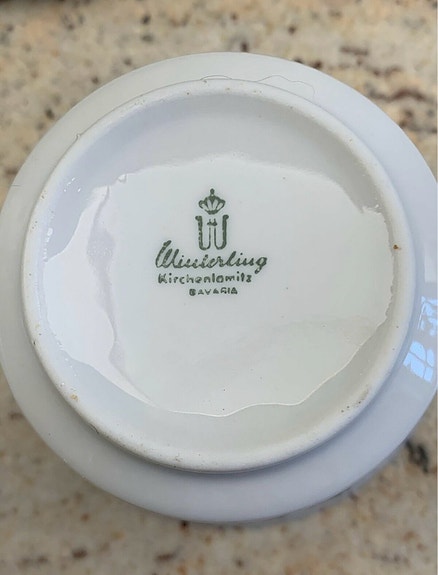 W
Winterling
Kirchenlamitz
BAVARIA